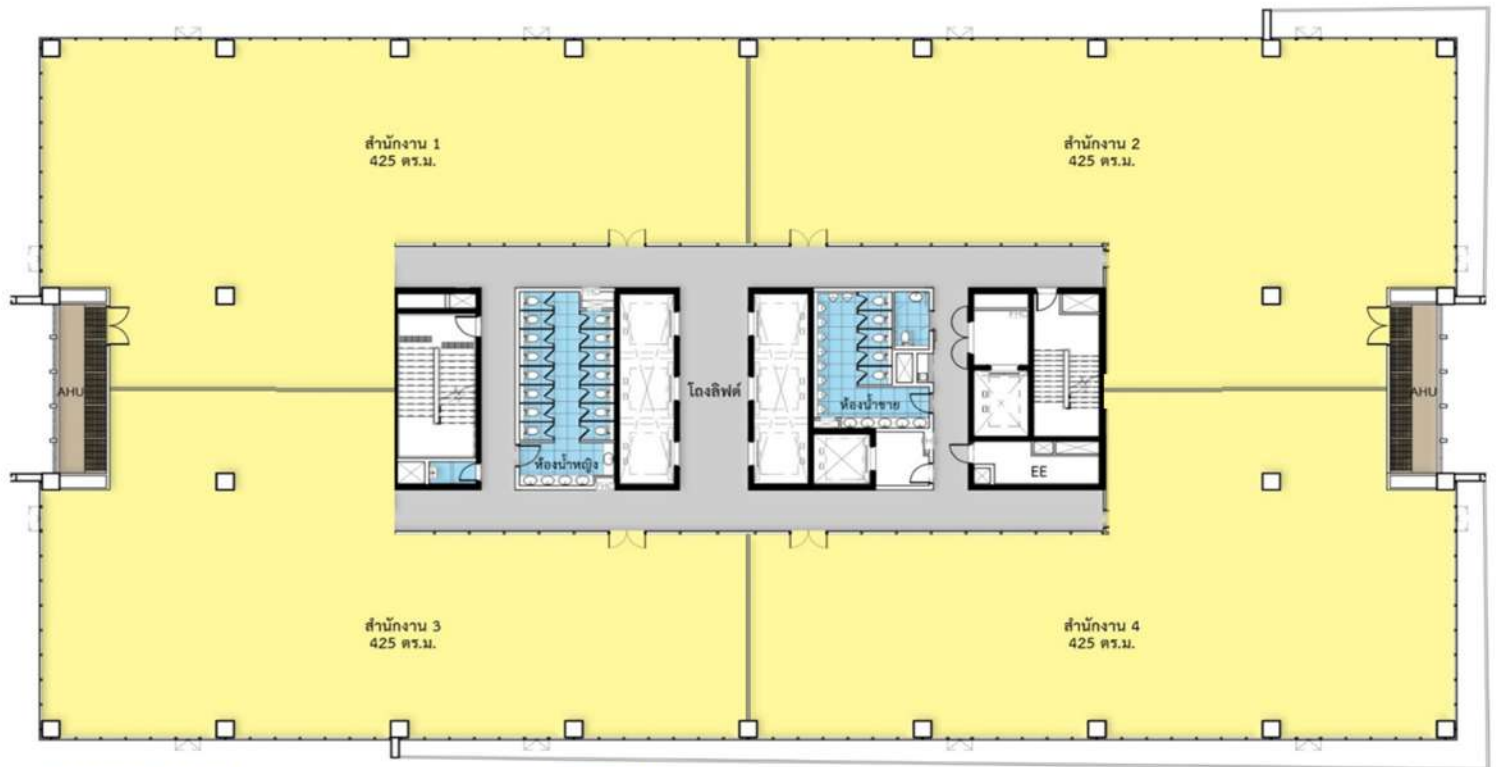 สำนักงาน 1
425 ตร.ม.
สำนักงาน 2
425 ตร.ม.
FHC
AHU
โถงลิฟต์
ห้องน้ำชาย
AHU
ห้องน้ำหญิง
EE
สำนักงาน 3
425 ตร.ม.
สำนักงาน 4
425 ตร.ม.